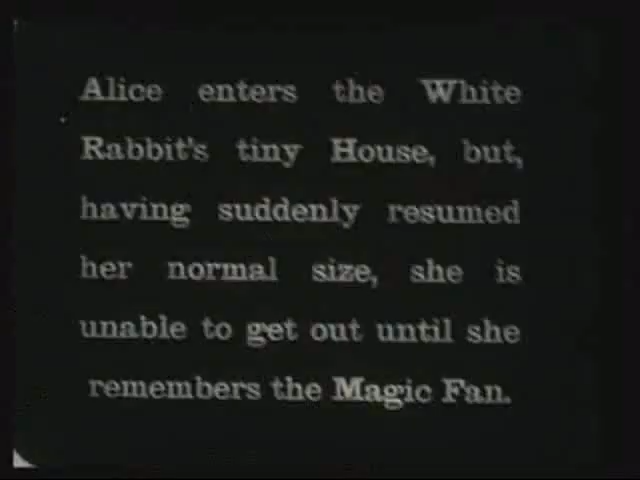 Alice enters the White
Rabbit's tiny House, but,
having suddenly resumed
her normal size, she is
unable to get out until she
remembers the Magic Fan.